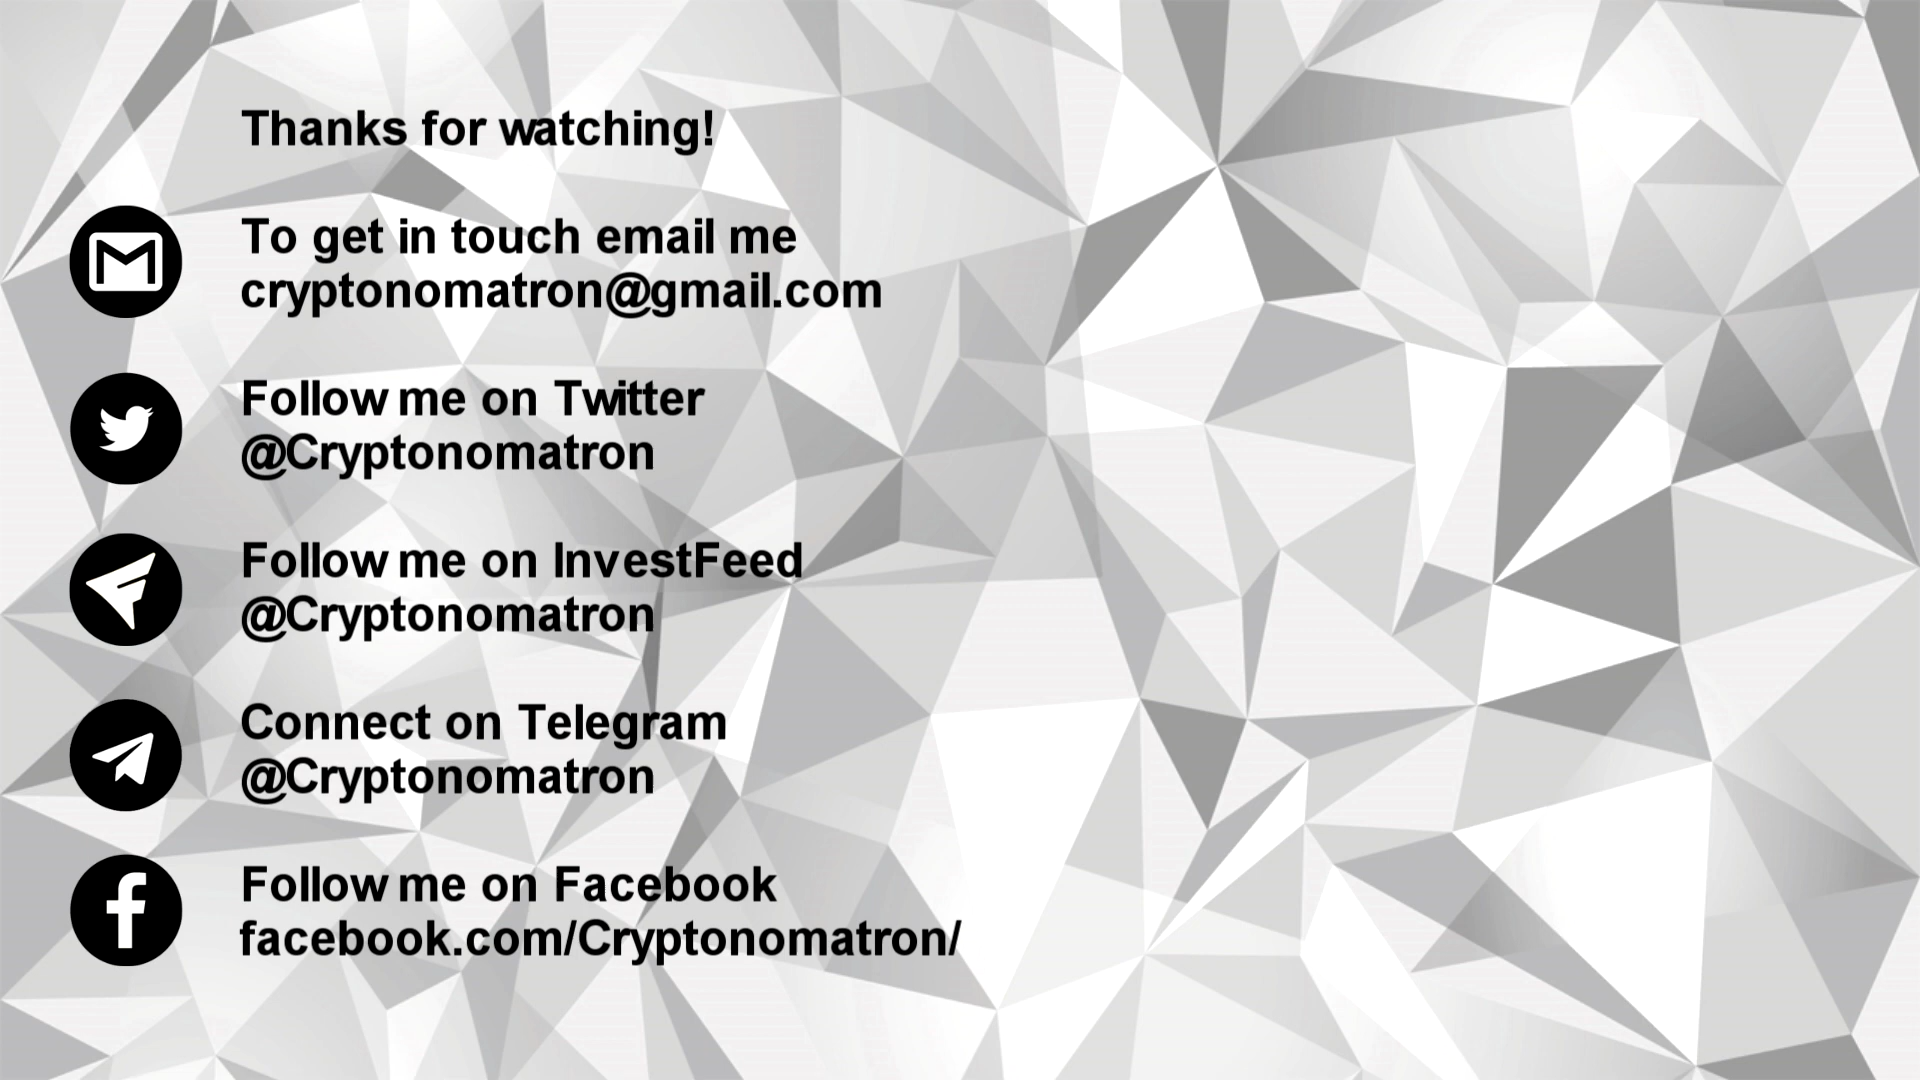 Thanks for watching!
To get in touch email me
cryptonomatron@gmail.com
Follow me on Twitter
@Cryptonomatron
Follow me on InvestFeed
@Cryptonomatron
Connect on Telegram
@Cryptonomatron
Follow me on Facebook
facebook.com/Cryptonomatron/